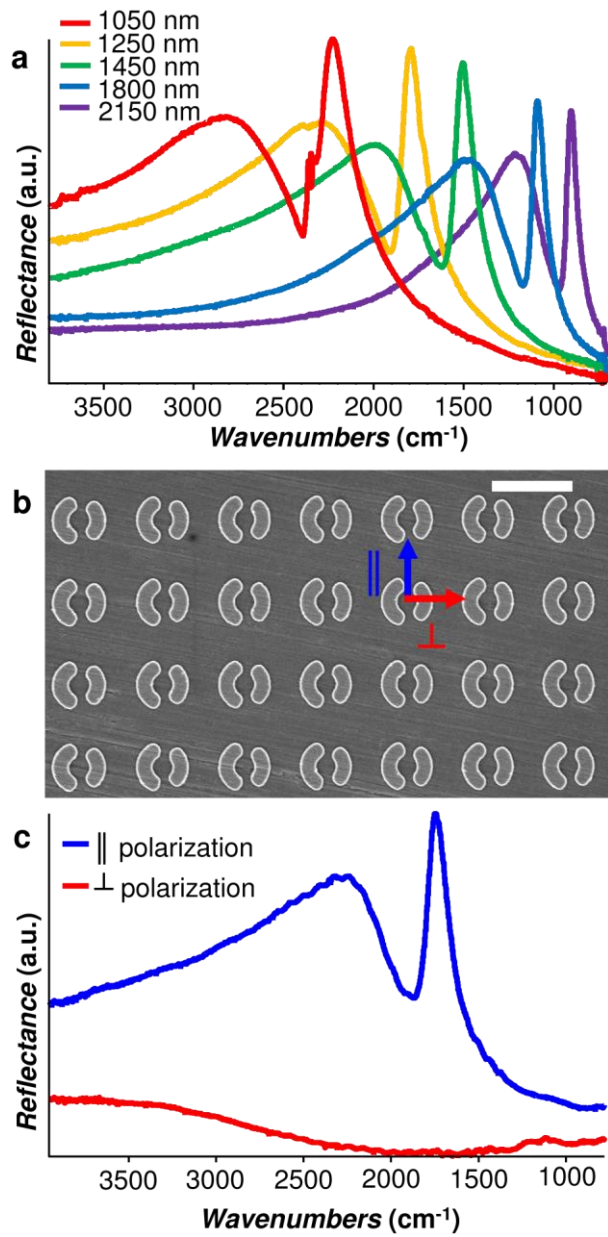 a
1050 nm
1250 nm
1450 nm
1800 nm
2150 nm
Reflectance (a.u.)
3500 3000 2500 2000 1500 1000
Wavenumbers (cm⁻¹)
b
||
⊥
c
|| polarization
⊥ polarization
Reflectance (a.u.)
3500 3000 2500 2000 1500 1000
Wavenumbers (cm⁻¹)